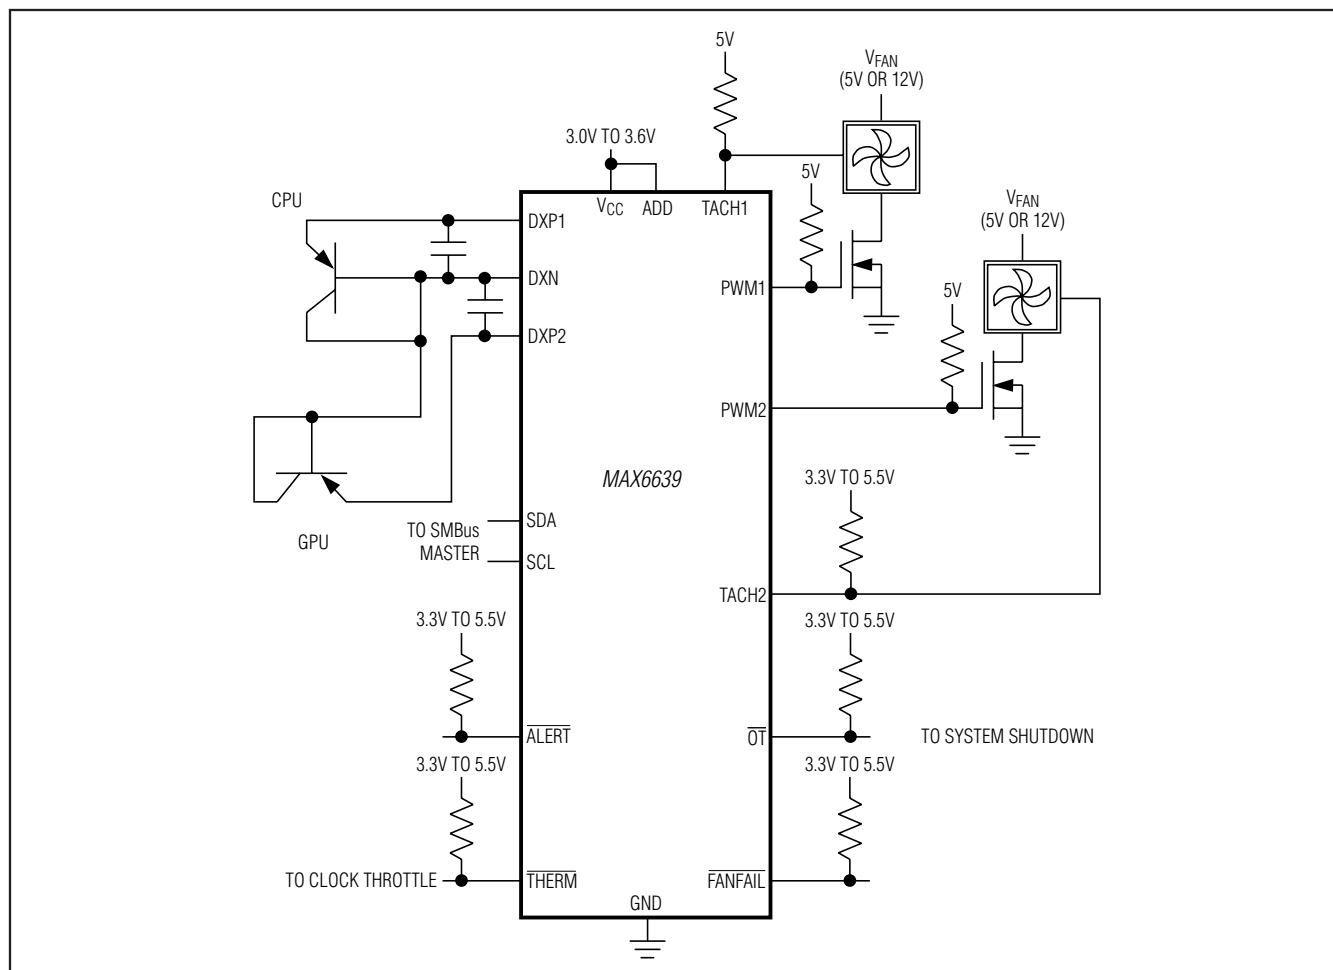 5V
VFAN
(5V OR 12V)
3.0V TO 3.6V
5V
CPU
VCC
ADD
TACH1
VFAN
(5V OR 12V)
DXP1
DXN
PWM1
5V
DXP2
PWM2
MAX6639
3.3V TO 5.5V
SDA
TO SMBus
MASTER
GPU
SCL
TACH2
3.3V TO 5.5V
3.3V TO 5.5V
ALERT
OT
TO SYSTEM SHUTDOWN
3.3V TO 5.5V
3.3V TO 5.5V
TO CLOCK THROTTLE
THERM
FANFAIL
GND